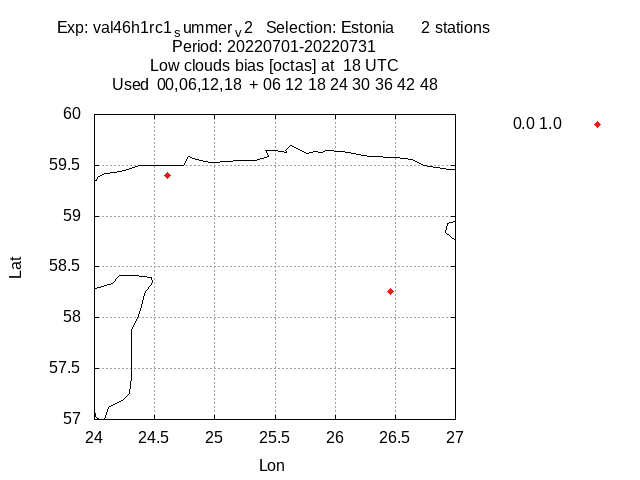 Exp: val46h1rc1summerv2 Selection: Estonia 2 stations
Period: 20220701-20220731
Low clouds bias [octas] at 18 UTC
Used 00,06,12,18 + 06 12 18 24 30 36 42 48
0.0 1.0
60
59.5
59
58.5
58
57.5
57
Lat
24 24.5 25 25.5 26 26.5 27
Lon